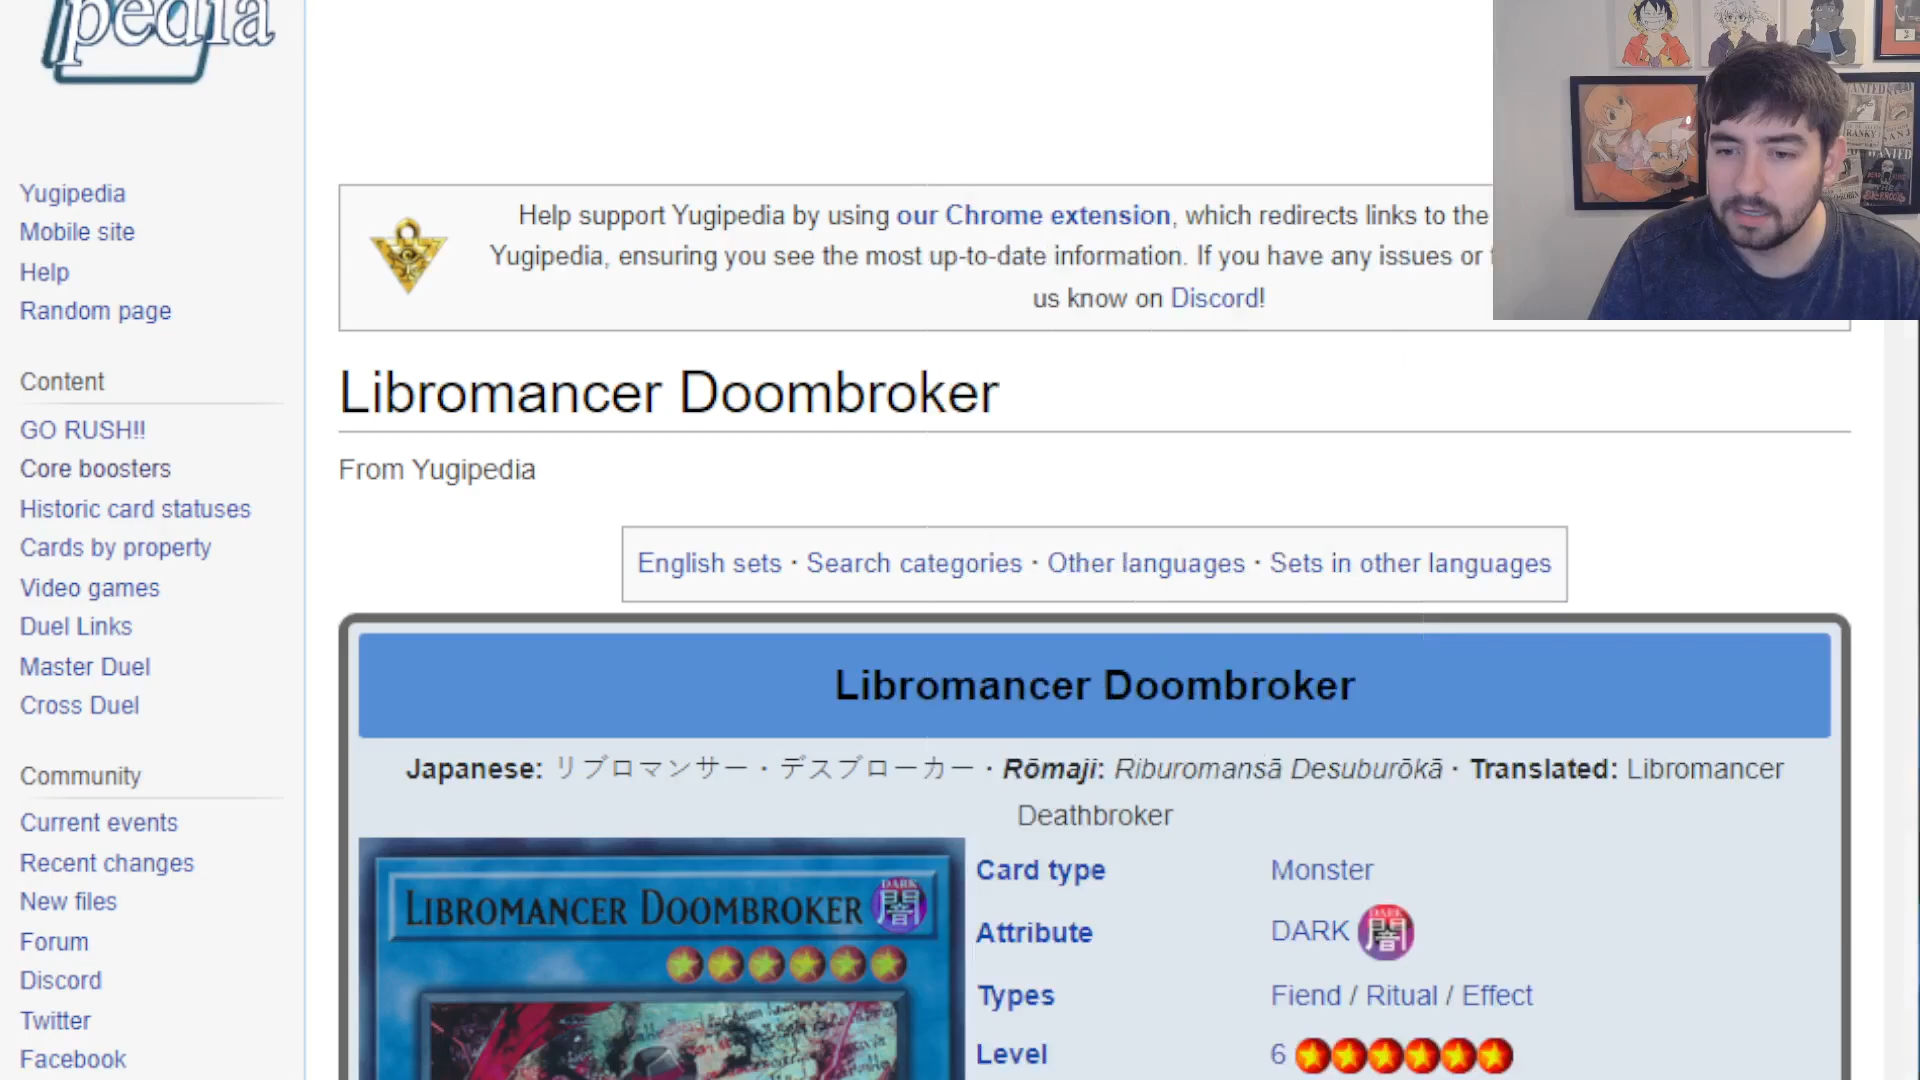 pedia
Yugipedia
Mobile site
Help
Random page
Content
GO RUSH!!
Core boosters
Historic card statuses
Cards by property
Video games
Duel Links
Master Duel
Cross Duel
Community
Current events
Recent changes
New files
Forum
Discord
Twitter
Facebook
Help support Yugipedia by using our Chrome extension, which redirects links to the
Yugipedia, ensuring you see the most up-to-date information. If you have any issues or
us know on Discord!
WANTED
WANTED
Libromancer Doombroker
From Yugipedia
English sets · Search categories · Other languages · Sets in other languages
Libromancer Doombroker
Japanese: リブロマンサー・デスブローカー · Rōmaji: Riburomansā Desuburōkā · Translated: Libromancer
Deathbroker
LIBROMANCER DOOMBROKER
DARK
闇
Card type Monster
Attribute DARK
DARK
闇
Types Fiend / Ritual / Effect
Level 6